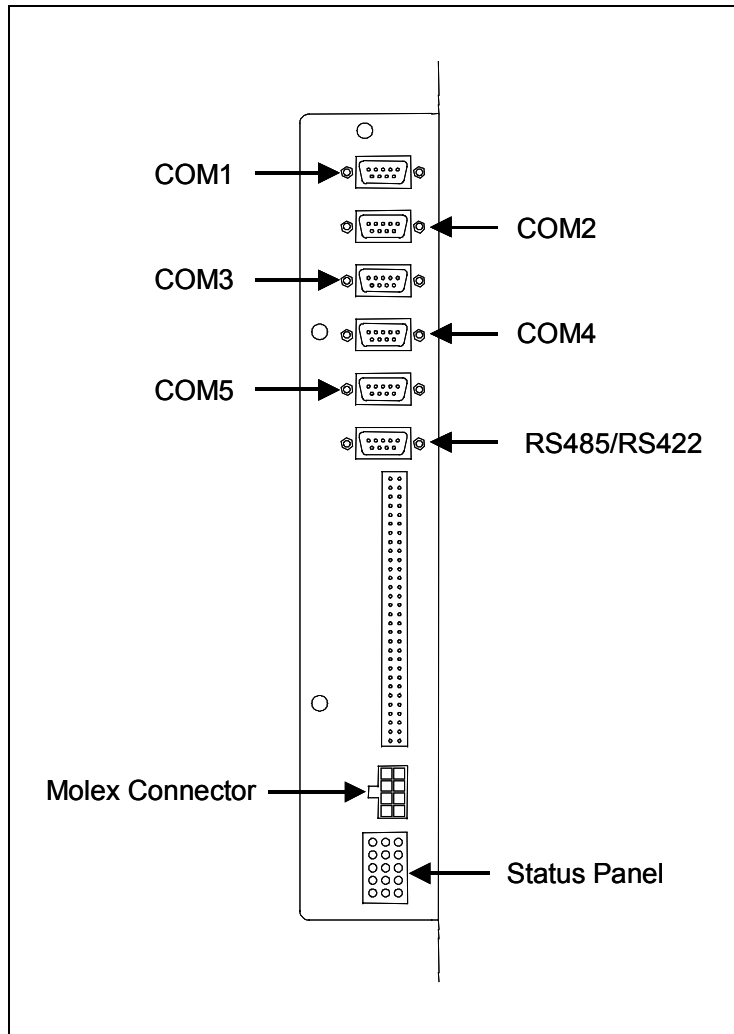 COM1
COM2
COM3
COM4
COM5
RS485/RS422
Molex Connector
Status Panel